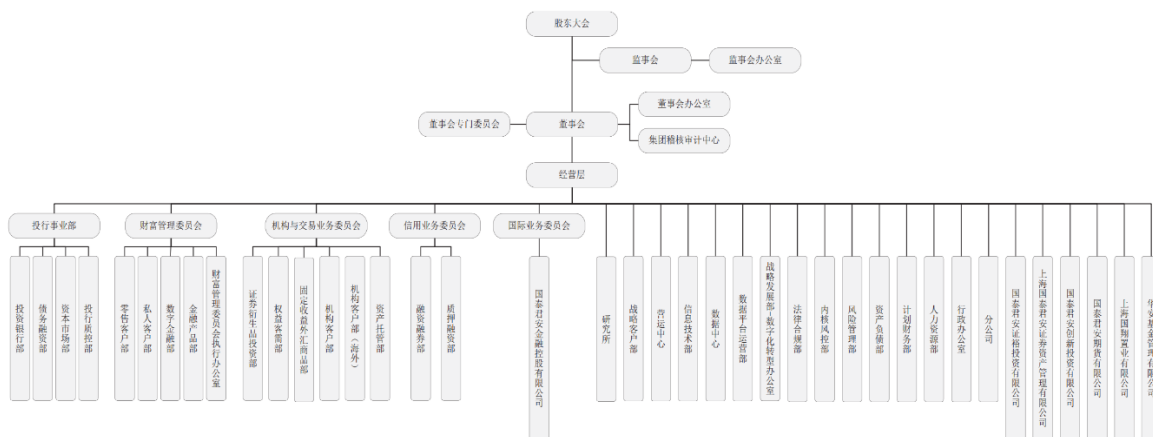 股东大会
监事会
监事会办公室
董事会办公室
董事会专门委员会
董事会
集团稽核审计中心
经营层
投行事业部
财富管理委员会
机构与交易业务委员会
信用业务委员会
国际业务委员会
投资银行部
债务融资部
资本市场部
投行质控部
零售客户部
私人客户部
数字金融部
金融产品部
财富管理委员会执行办公室
证券衍生品投资部
权益客需部
固定收益外汇商品部
机构客户部
机构客户部（海外）
资产托管部
融资融券部
质押融资部
国泰君安金融控股有限公司
研究所
战略客户部
营运中心
信息技术部
数据中心
数据平台运营部
战略发展部-数字化转型办公室
法律合规部
内核风控部
风险管理部
资产负债部
计划财务部
人力资源部
行政办公室
分公司
国泰君安证裕投资有限公司
上海国泰君安证券资产管理有限公司
国泰君安创新投资有限公司
国泰君安期货有限公司
上海国翔置业有限公司
华安基金管理有限公司